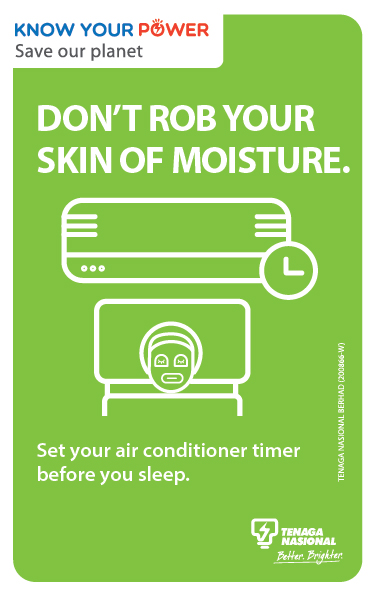 KNOW YOUR POWER
Save our planet
DON'T ROB YOUR
SKIN OF MOISTURE.
Set your air conditioner timer
before you sleep.
TENAGA NASIONAL BERHAD (200866-W)
TENAGA
NASIONAL
Better. Brighter.